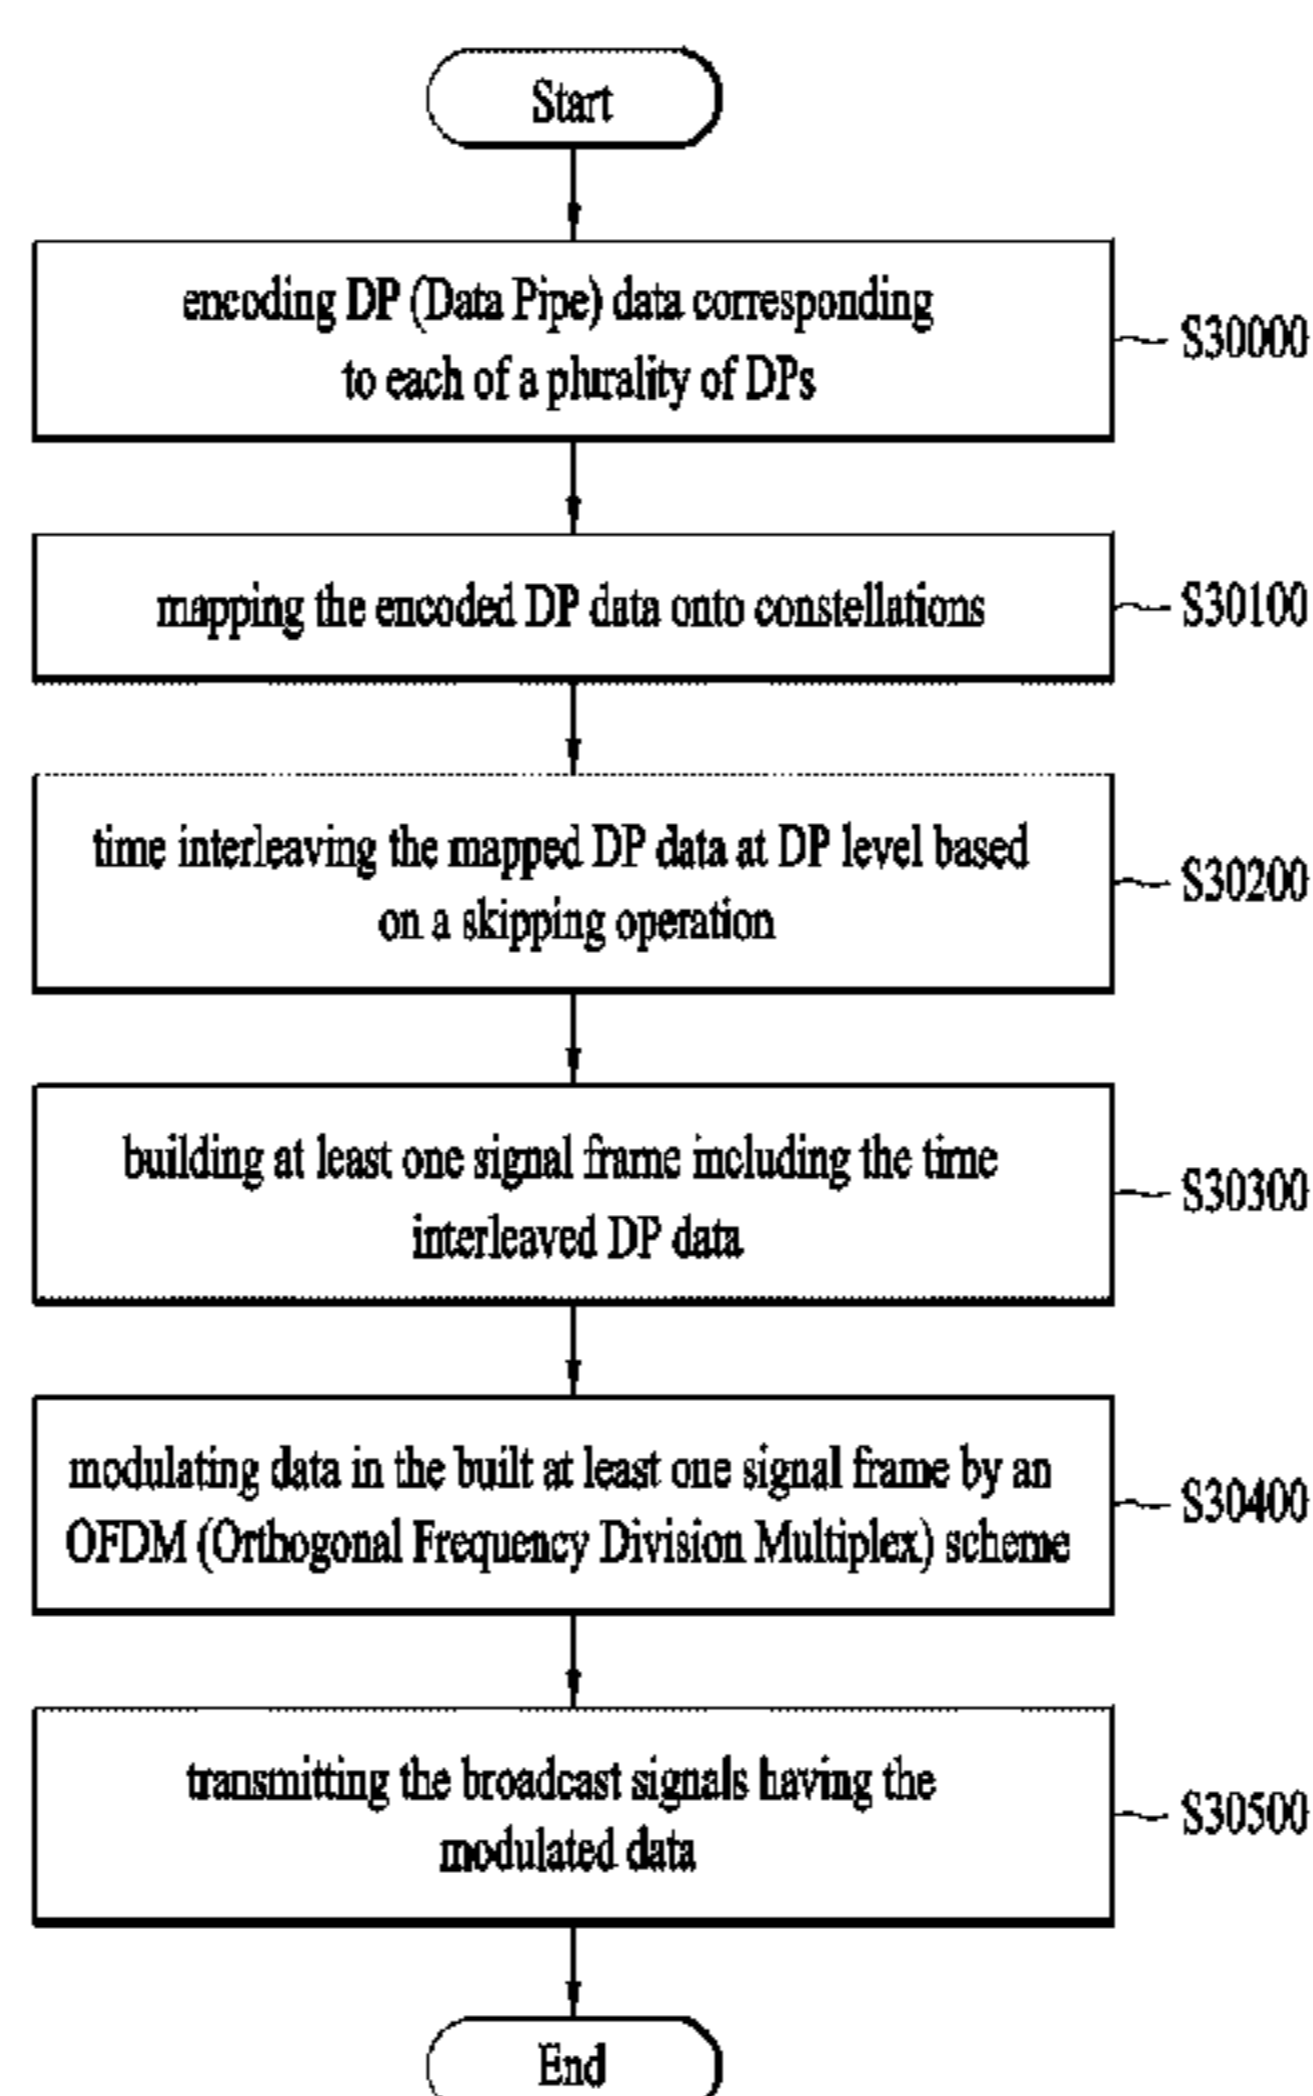 Start
encoding DP (Data Pipe) data corresponding
to each of a plurality of DPs
S30000
mapping the encoded DP data onto constellations
S30100
time interleaving the mapped DP data at DP level based
on a skipping operation
S30200
building at least one signal frame including the time
interleaved DP data
S30300
modulating data in the built at least one signal frame by an
OFDM (Orthogonal Frequency Division Multiplex) scheme
S30400
transmitting the broadcast signals having the
modulated data
S30500
End